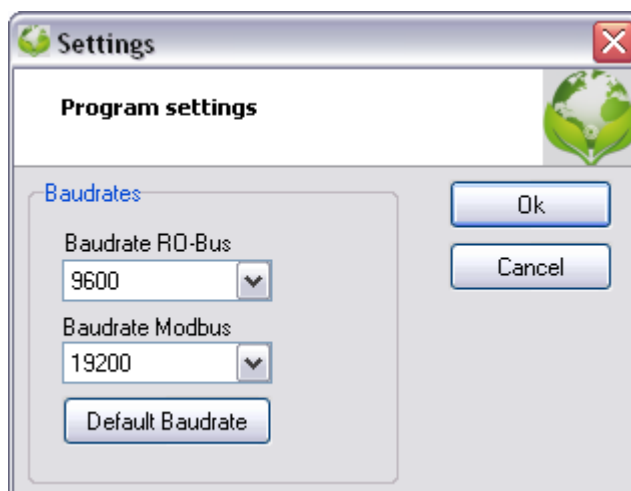 Settings
Program settings
Baudrates
Baudrate RO-Bus
9600
Baudrate Modbus
19200
Default Baudrate
Ok
Cancel